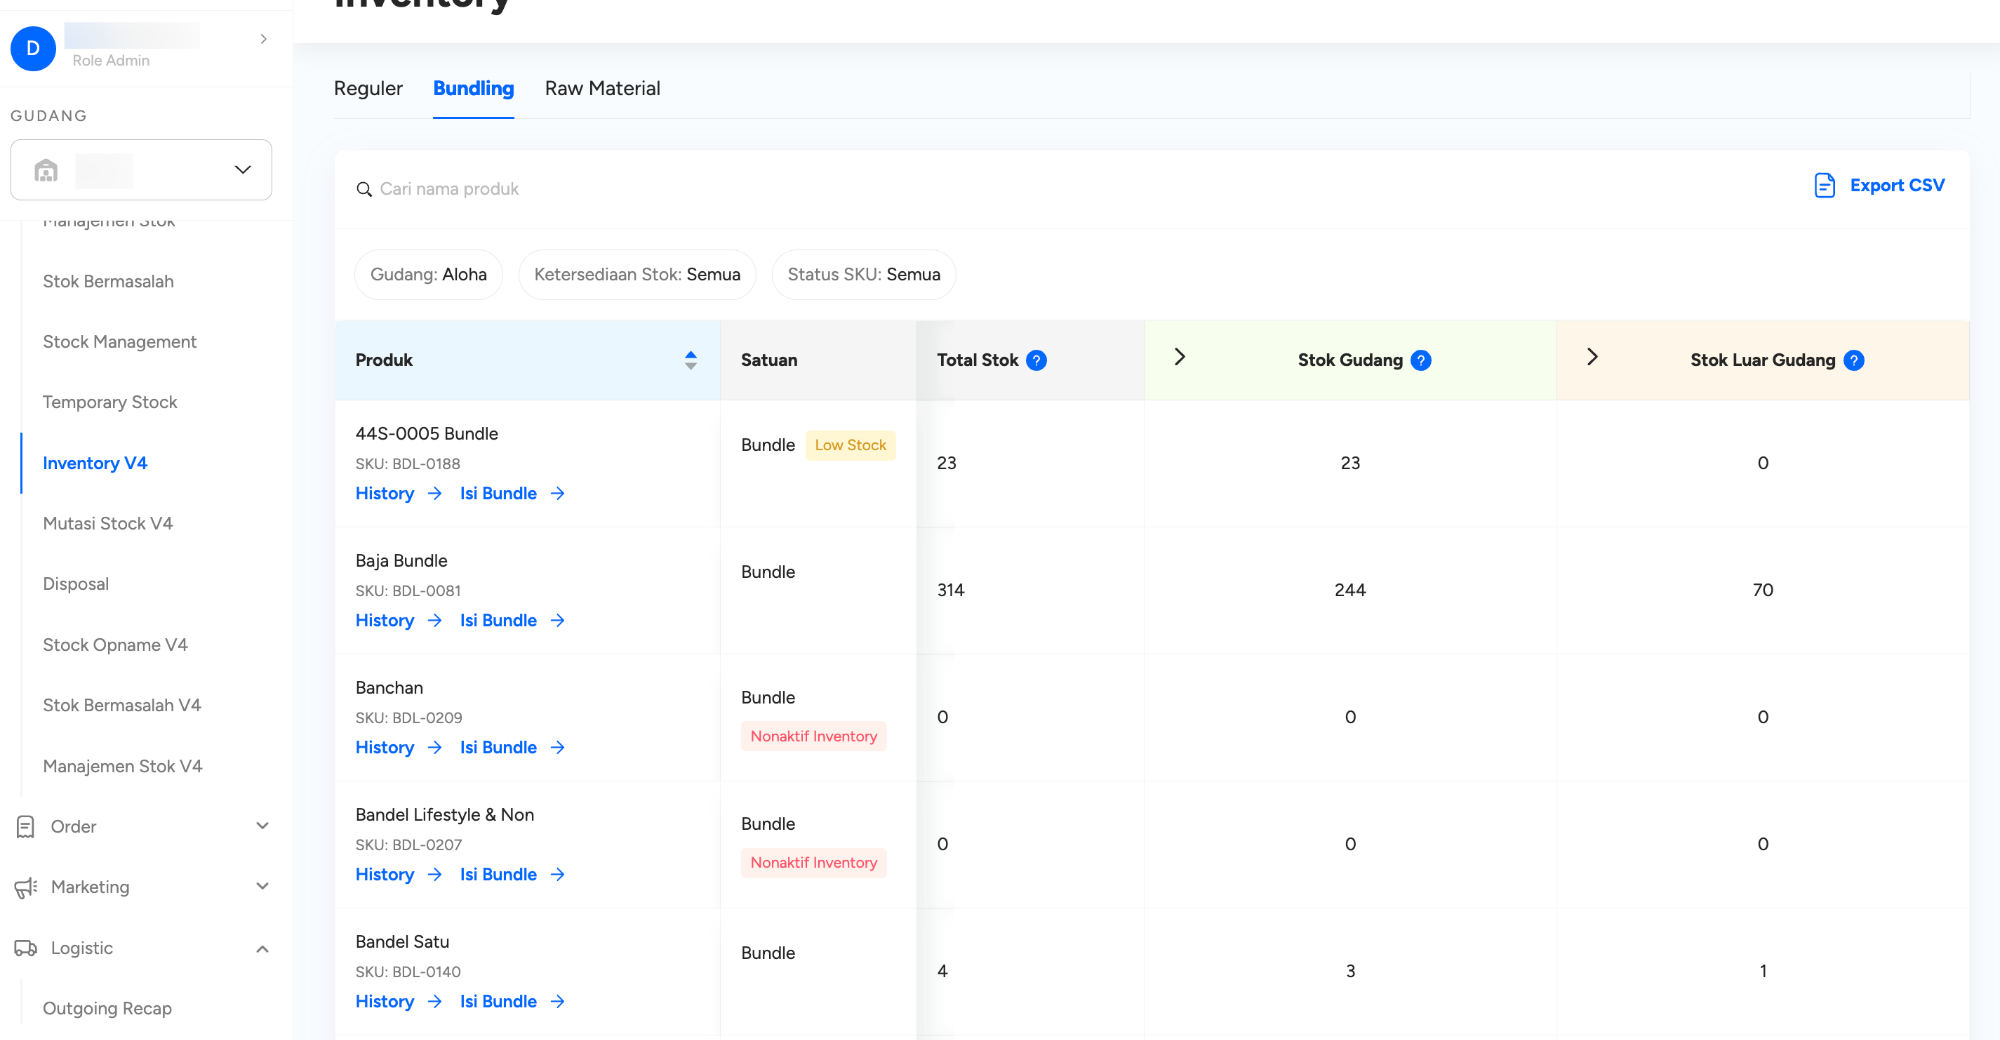 Inventory
D
Role Admin
GUDANG
Manajemen Stok
Stok Bermasalah
Stock Management
Temporary Stock
Inventory V4
Mutasi Stock V4
Disposal
Stock Opname V4
Stok Bermasalah V4
Manajemen Stok V4
Order
Marketing
Logistic
Outgoing Recap
Reguler Bundling Raw Material
Cari nama produk
Export CSV
Gudang: Aloha Ketersediaan Stok: Semua Status SKU: Semua
Produk Satuan Total Stok ? Stok Gudang ? Stok Luar Gudang ?
44S-0005 Bundle
SKU: BDL-0188
History → Isi Bundle →
Bundle Low Stock
23 23 0
Baja Bundle
SKU: BDL-0081
History → Isi Bundle →
Bundle
314 244 70
Banchan
SKU: BDL-0209
History → Isi Bundle →
Bundle
Nonaktif Inventory
0 0 0
Bandel Lifestyle & Non
SKU: BDL-0207
History → Isi Bundle →
Bundle
Nonaktif Inventory
0 0 0
Bandel Satu
SKU: BDL-0140
History → Isi Bundle →
Bundle
4 3 1